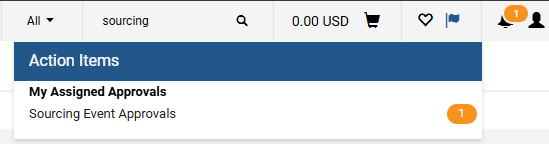 All sourcing 0.00 USD 1
Action Items
My Assigned Approvals
Sourcing Event Approvals 1